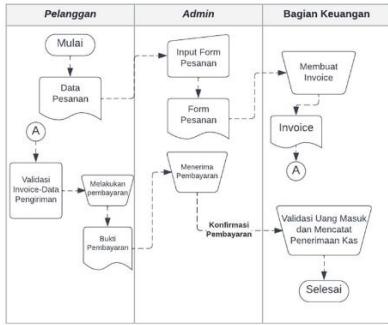 Pelanggan
Admin
Bagian Keuangan
Mulai
Data
Pesanan
Input Form
Pesanan
Form
Pesanan
Membuat
Invoice
Invoice
A
A
Validasi
Invoice-Data
Pengiriman
Melakukan
pembayaran
Bukti
Pembayaran
Menerima
Pembayaran
Konfirmasi
Pembayaran
Validasi Uang Masuk
dan Mencatat
Penerimaan Kas
Selesai